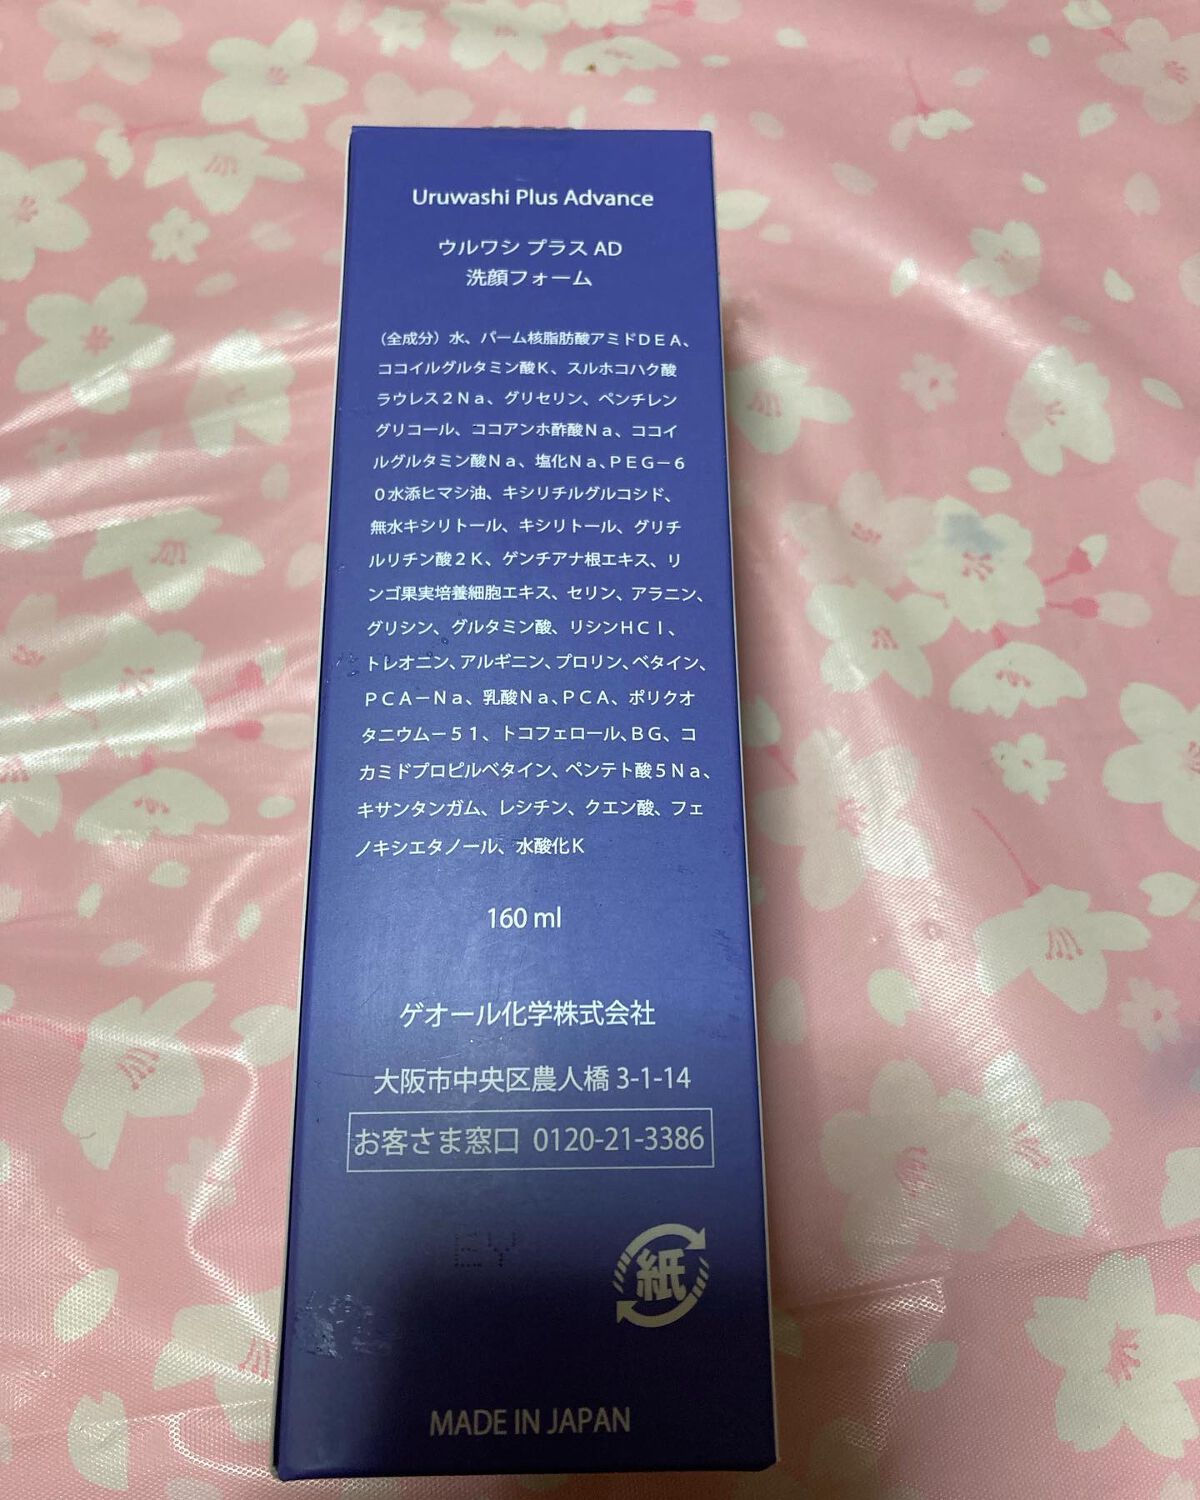 Uruwashi Plus Advance
ウルワシ プラス AD
洗顔フォーム
（全成分）水、パーム核脂肪酸アミドＤＥＡ、
ココイルグルタミン酸Ｋ、スルホコハク酸
ラウレス２Ｎａ、グリセリン、ペンチレン
グリコール、ココアンホ酢酸Ｎａ、ココイ
ルグルタミン酸Ｎａ、塩化Ｎａ、ＰＥＧ－６
０水添ヒマシ油、キシリチルグルコシド、
無水キシリトール、キシリトール、グリチ
ルリチン酸２Ｋ、ゲンチアナ根エキス、リ
ンゴ果実培養細胞エキス、セリン、アラニン、
グリシン、グルタミン酸、リシンＨＣｌ、
トレオニン、アルギニン、プロリン、ベタイン、
ＰＣＡ－Ｎａ、乳酸Ｎａ、ＰＣＡ、ポリクオ
タニウム－５１、トコフェロール、ＢＧ、コ
カミドプロピルベタイン、ペンテト酸５Ｎａ、
キサンタンガム、レシチン、クエン酸、フェ
ノキシエタノール、水酸化Ｋ
160 ml
ゲオール化学株式会社
大阪市中央区農人橋 3-1-14
お客さま窓口 0120-21-3386
EY
紙
MADE IN JAPAN